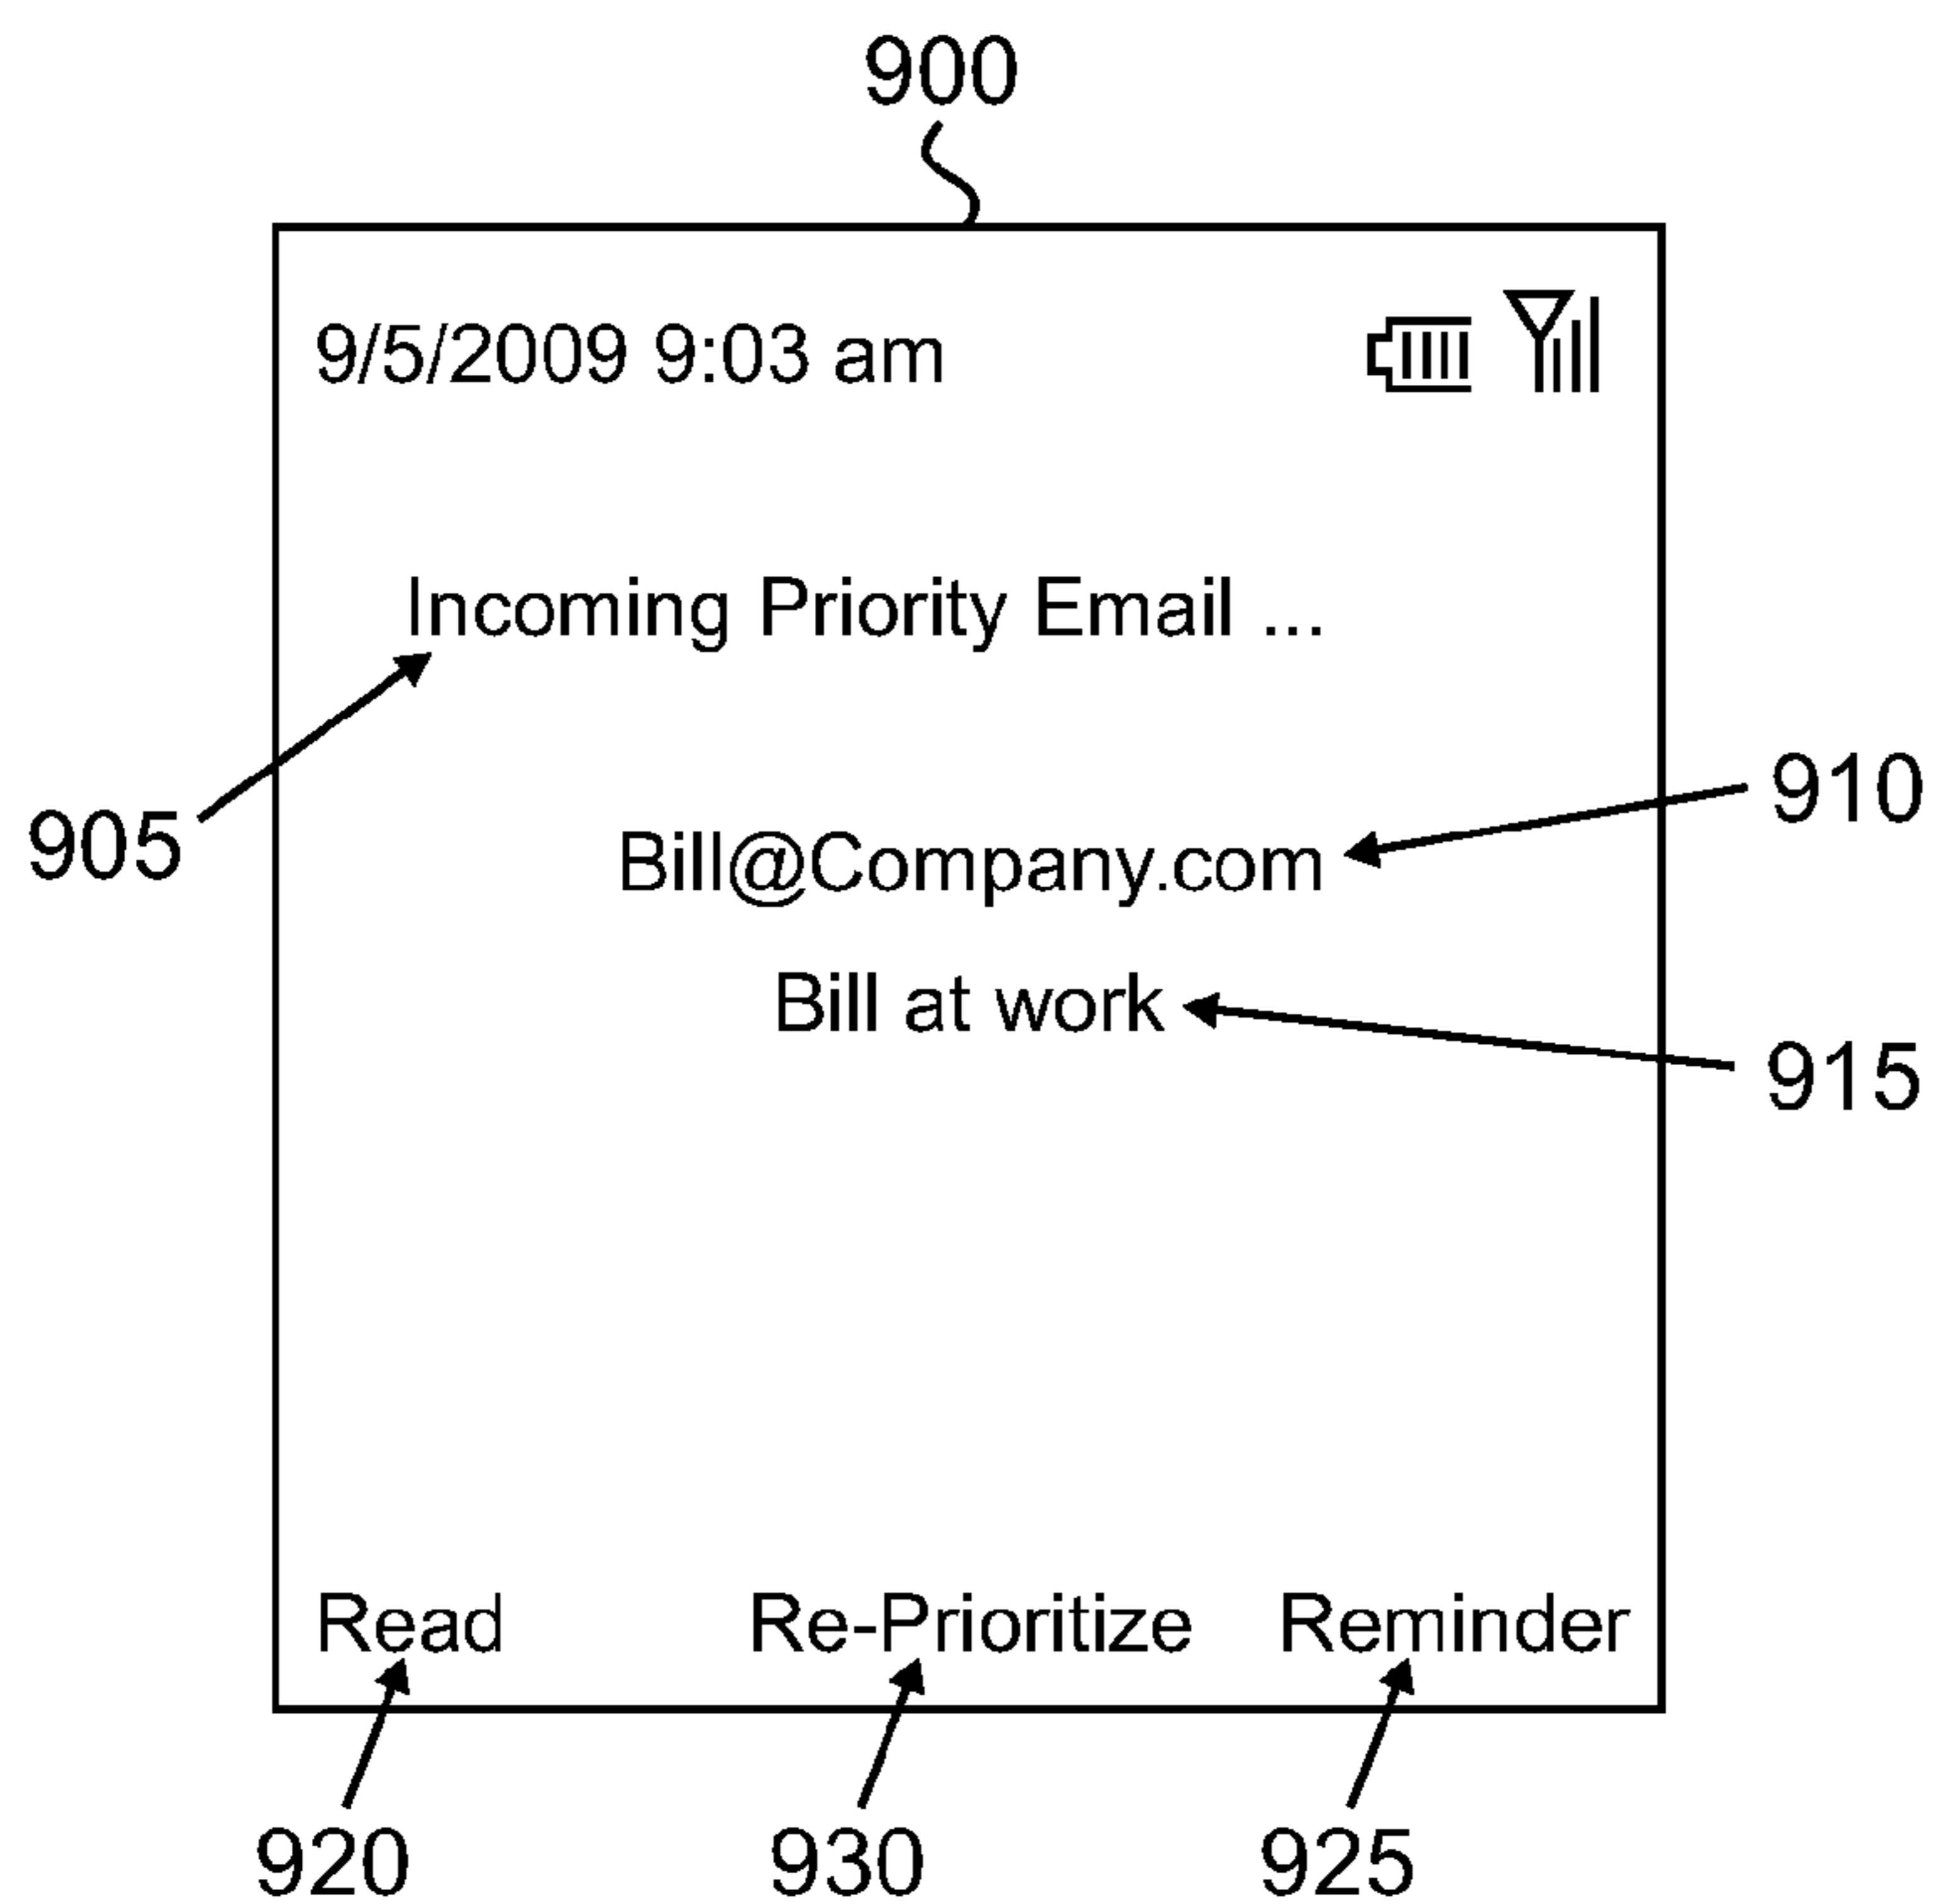 900
9/5/2009 9:03 am
Incoming Priority Email ...
905
910
Bill@Company.com
Bill at work
915
Read Re-Prioritize Reminder
920 930 925